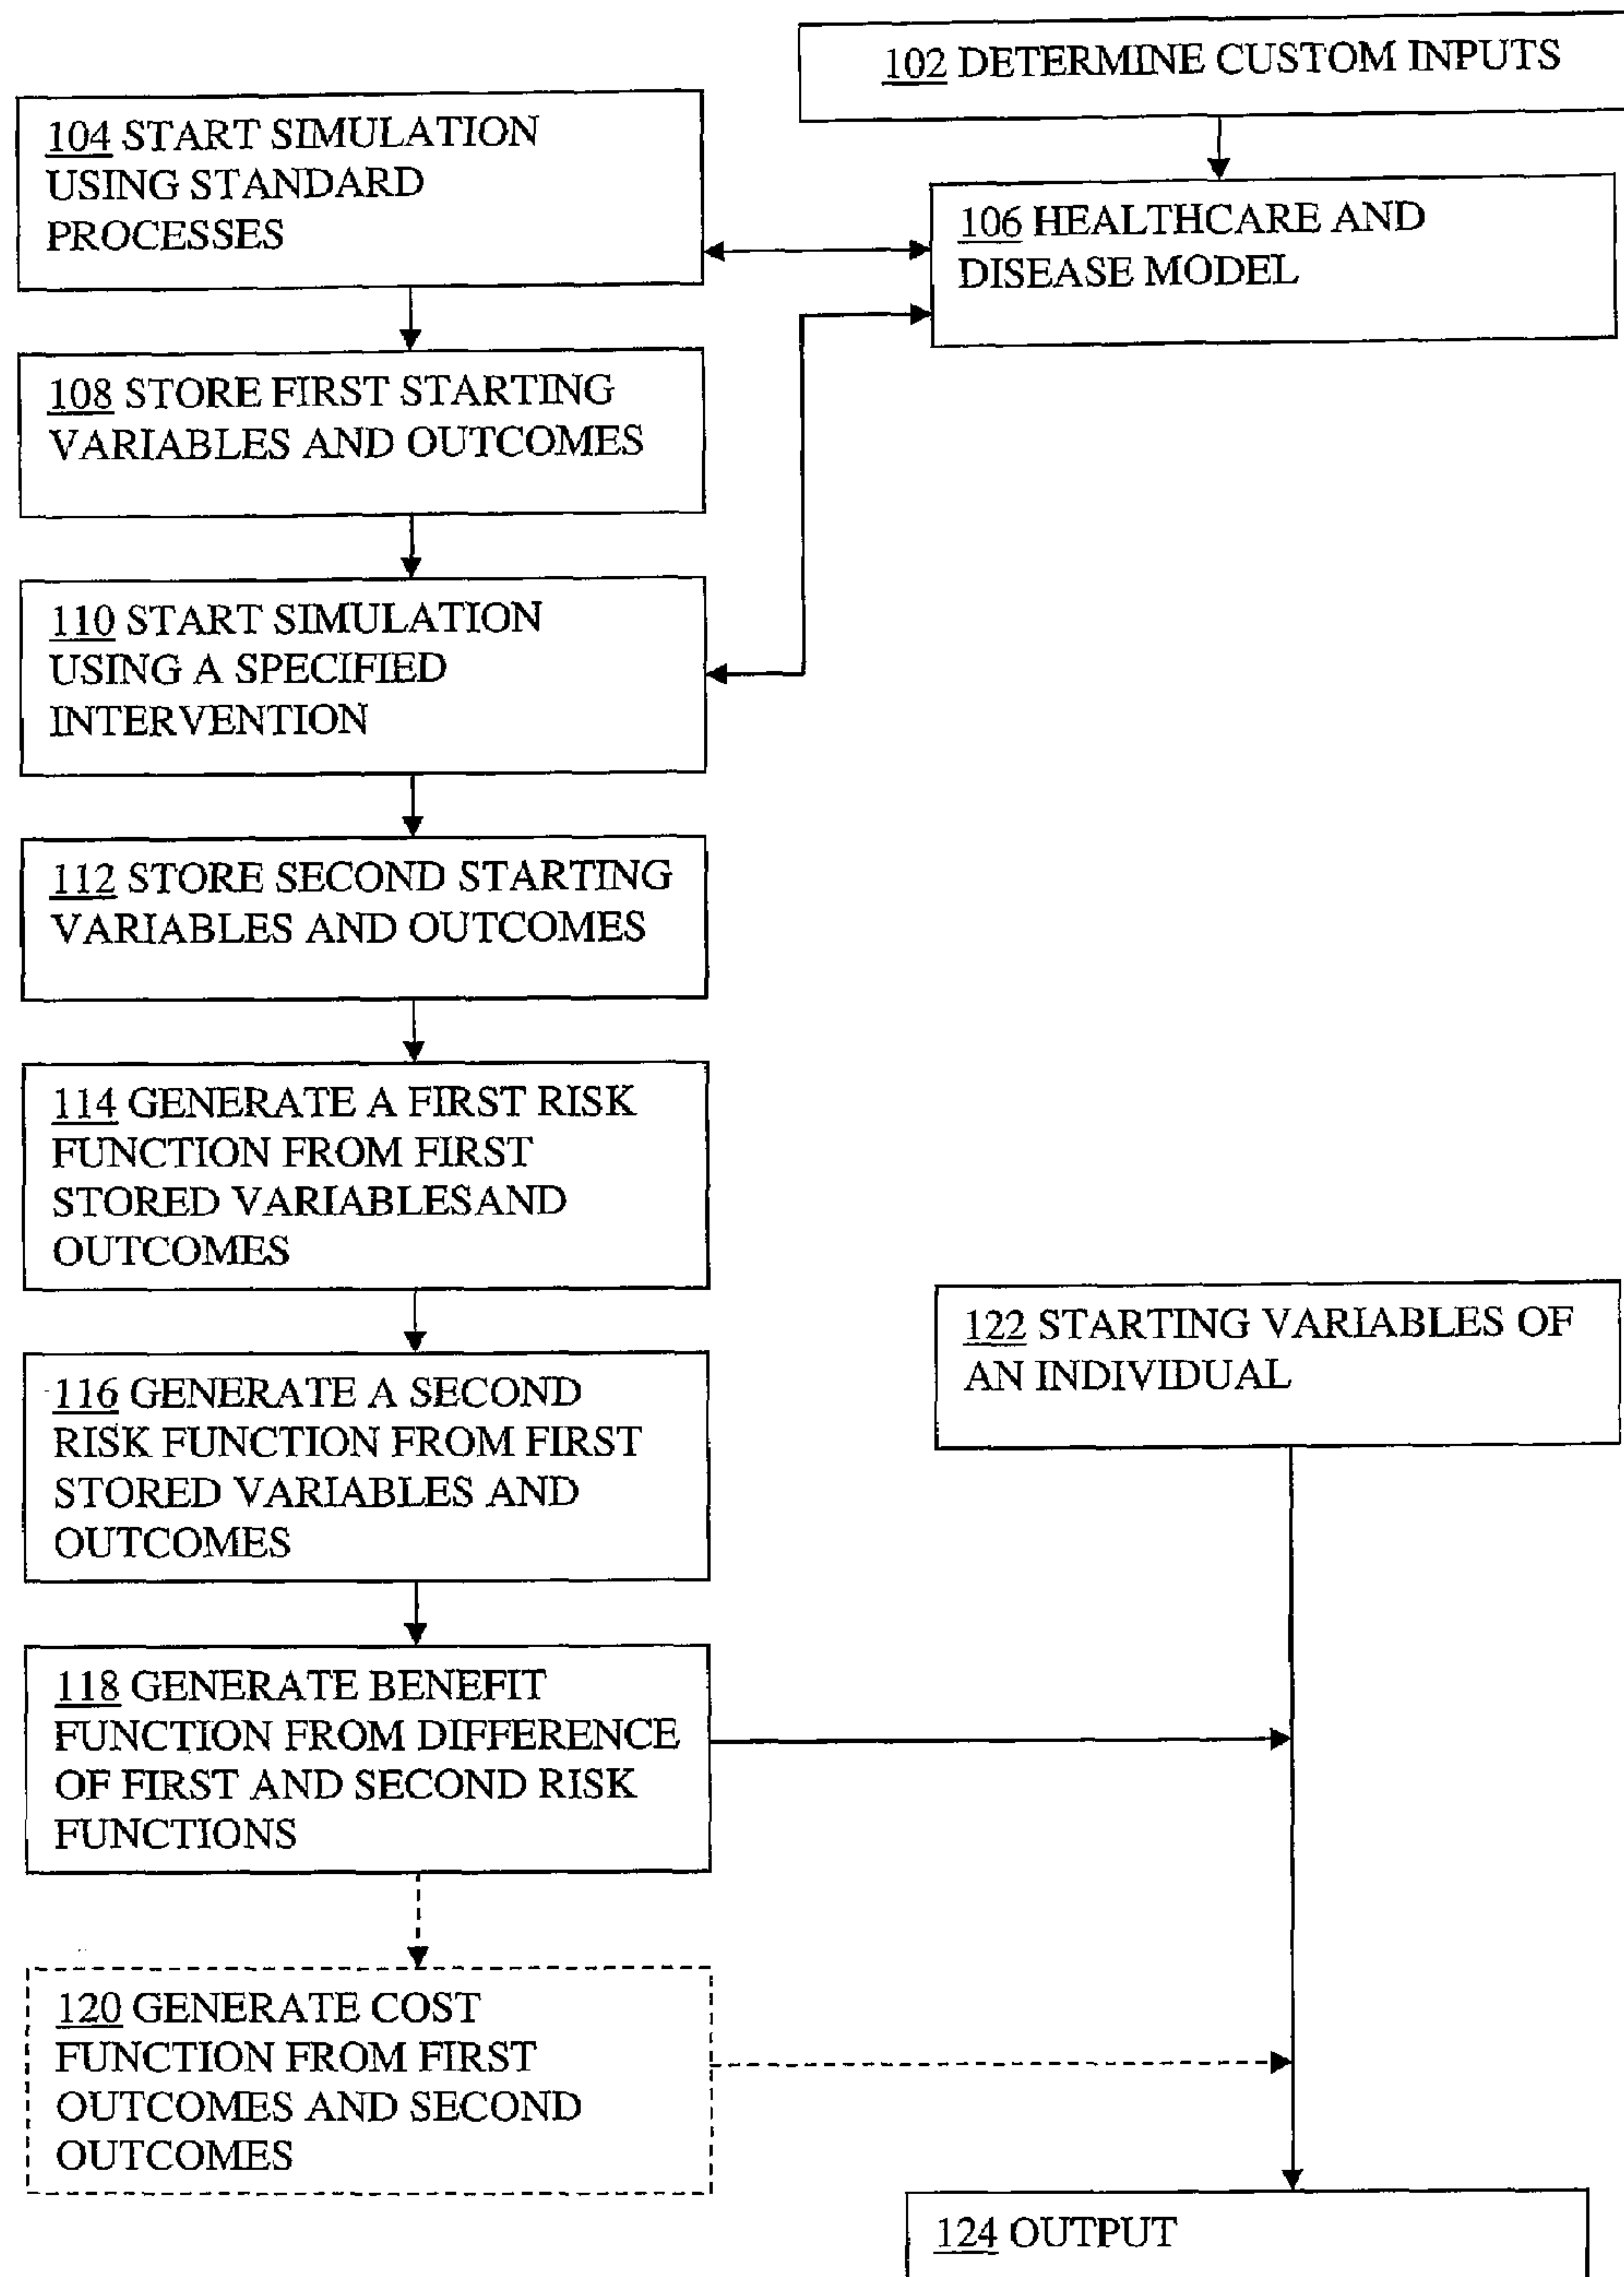 102 DETERMINE CUSTOM INPUTS
104 START SIMULATION
USING STANDARD
PROCESSES
106 HEALTHCARE AND
DISEASE MODEL
108 STORE FIRST STARTING
VARIABLES AND OUTCOMES
110 START SIMULATION
USING A SPECIFIED
INTERVENTION
112 STORE SECOND STARTING
VARIABLES AND OUTCOMES
114 GENERATE A FIRST RISK
FUNCTION FROM FIRST
STORED VARIABLESAND
OUTCOMES
122 STARTING VARIABLES OF
AN INDIVIDUAL
116 GENERATE A SECOND
RISK FUNCTION FROM FIRST
STORED VARIABLES AND
OUTCOMES
118 GENERATE BENEFIT
FUNCTION FROM DIFFERENCE
OF FIRST AND SECOND RISK
FUNCTIONS
120 GENERATE COST
FUNCTION FROM FIRST
OUTCOMES AND SECOND
OUTCOMES
124 OUTPUT